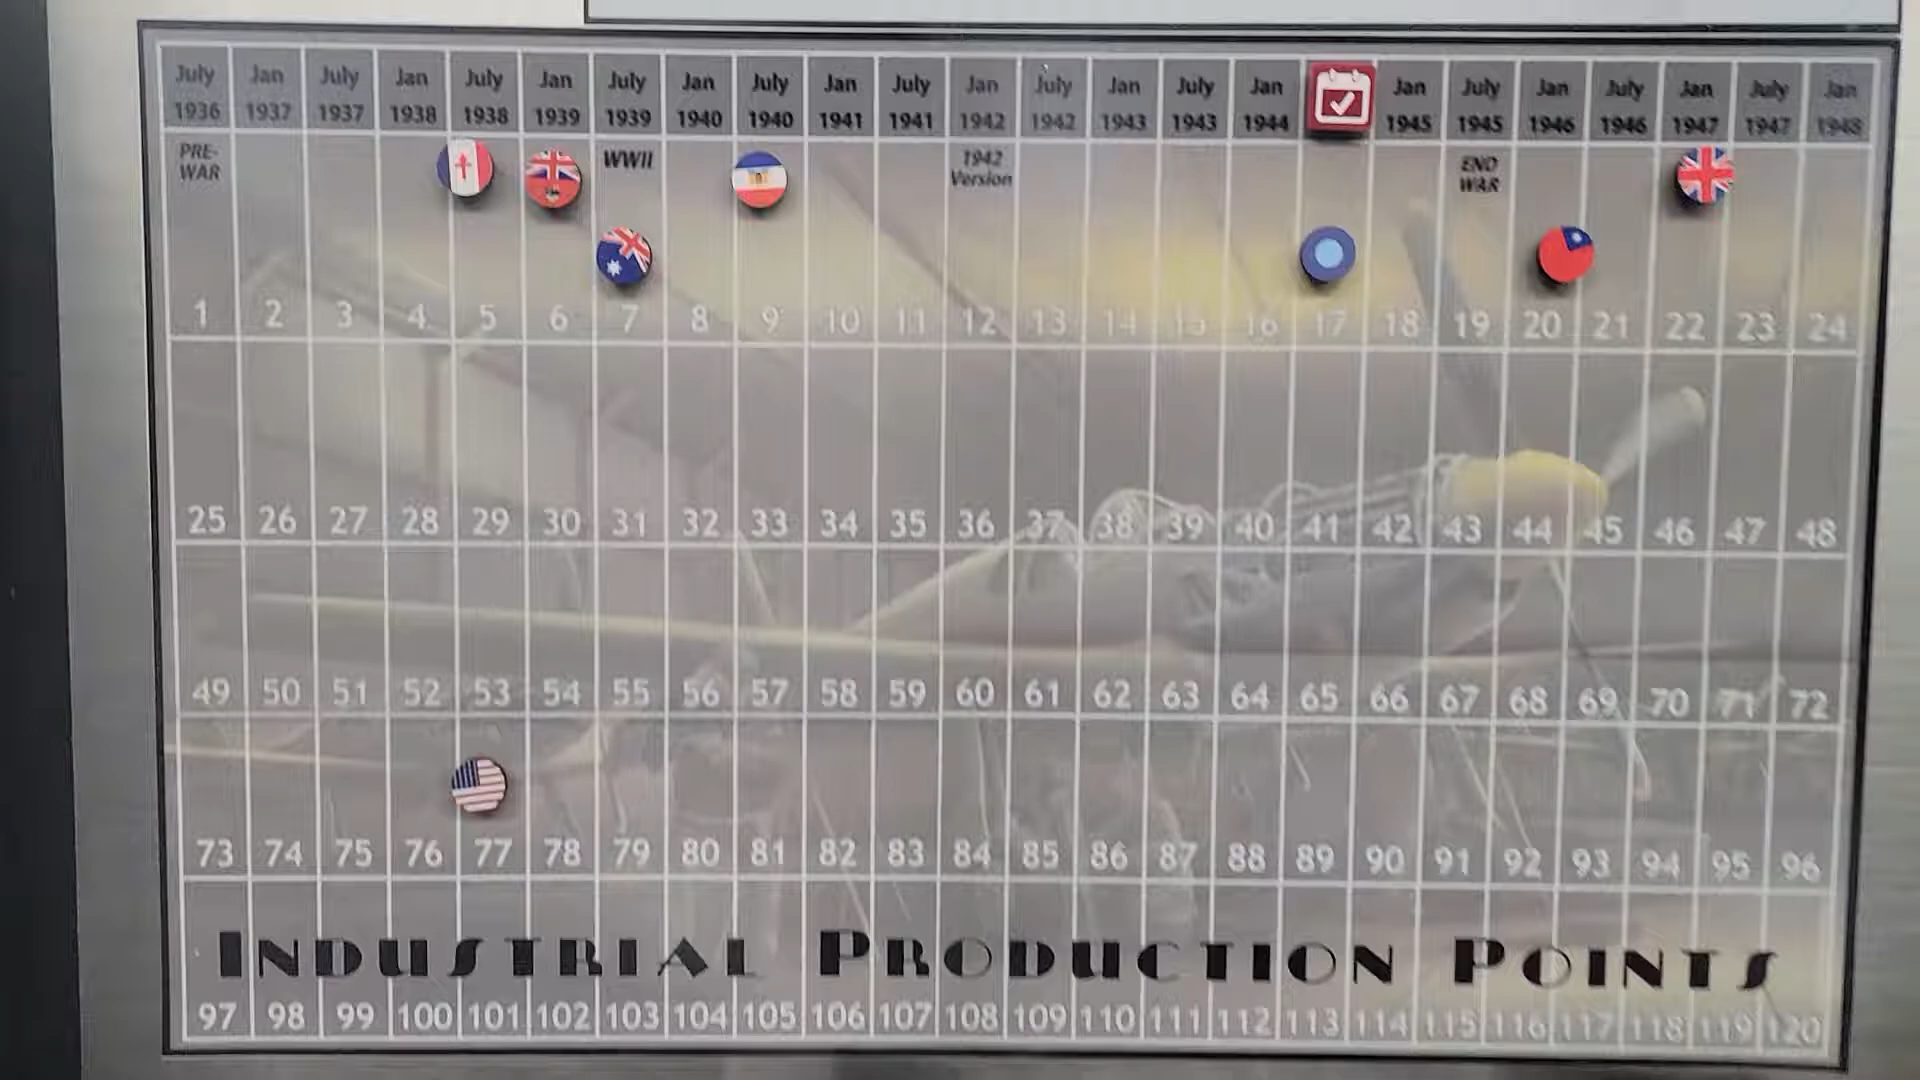 July Jan July Jan July Jan July Jan July Jan July Jan July Jan July Jan Jan July Jan July Jan July Jan
1936 1937 1937 1938 1938 1939 1939 1940 1940 1941 1941 1942 1942 1943 1943 1944 1945 1945 1946 1946 1947 1947 1948
PRE-
WAR
WWII
1942
Version
END
WAR
1 2 3 4 5 6 7 8 9 10 11 12 13 14 15 16 17 18 19 20 21 22 23 24
25 26 27 28 29 30 31 32 33 34 35 36 37 38 39 40 41 42 43 44 45 46 47 48
49 50 51 52 53 54 55 56 57 58 59 60 61 62 63 64 65 66 67 68 69 70 71 72
73 74 75 76 77 78 79 80 81 82 83 84 85 86 87 88 89 90 91 92 93 94 95 96
INDUSTRIAL PRODUCTION POINTS
97 98 99 100 101 102 103 104 105 106 107 108 109 110 111 112 113 114 115 116 117 118 119 120